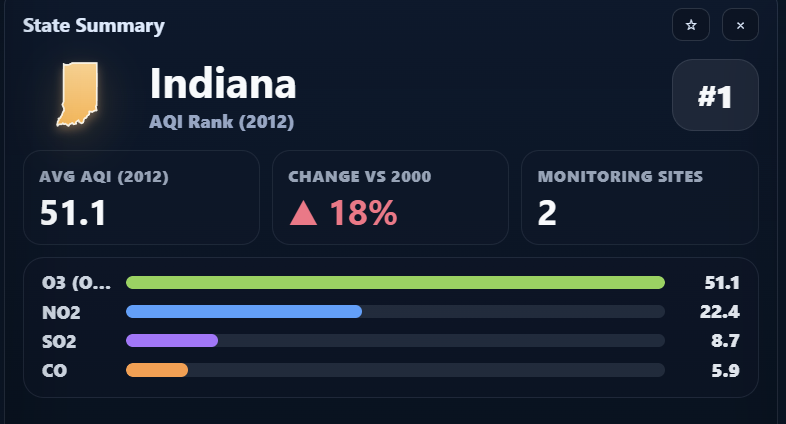 State Summary ☆ ×
Indiana
#1
AQI Rank (2012)
AVG AQI (2012) CHANGE VS 2000 MONITORING SITES
51.1 ▲ 18% 2
O3 (O... 51.1
NO2 22.4
SO2 8.7
CO 5.9